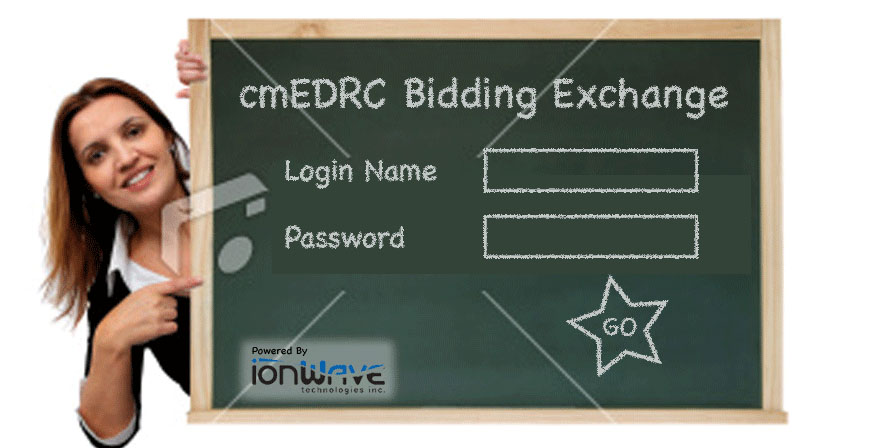 cmEDRC Bidding Exchange
Login Name
Password
GO
Powered By
ionWave
technologies inc.